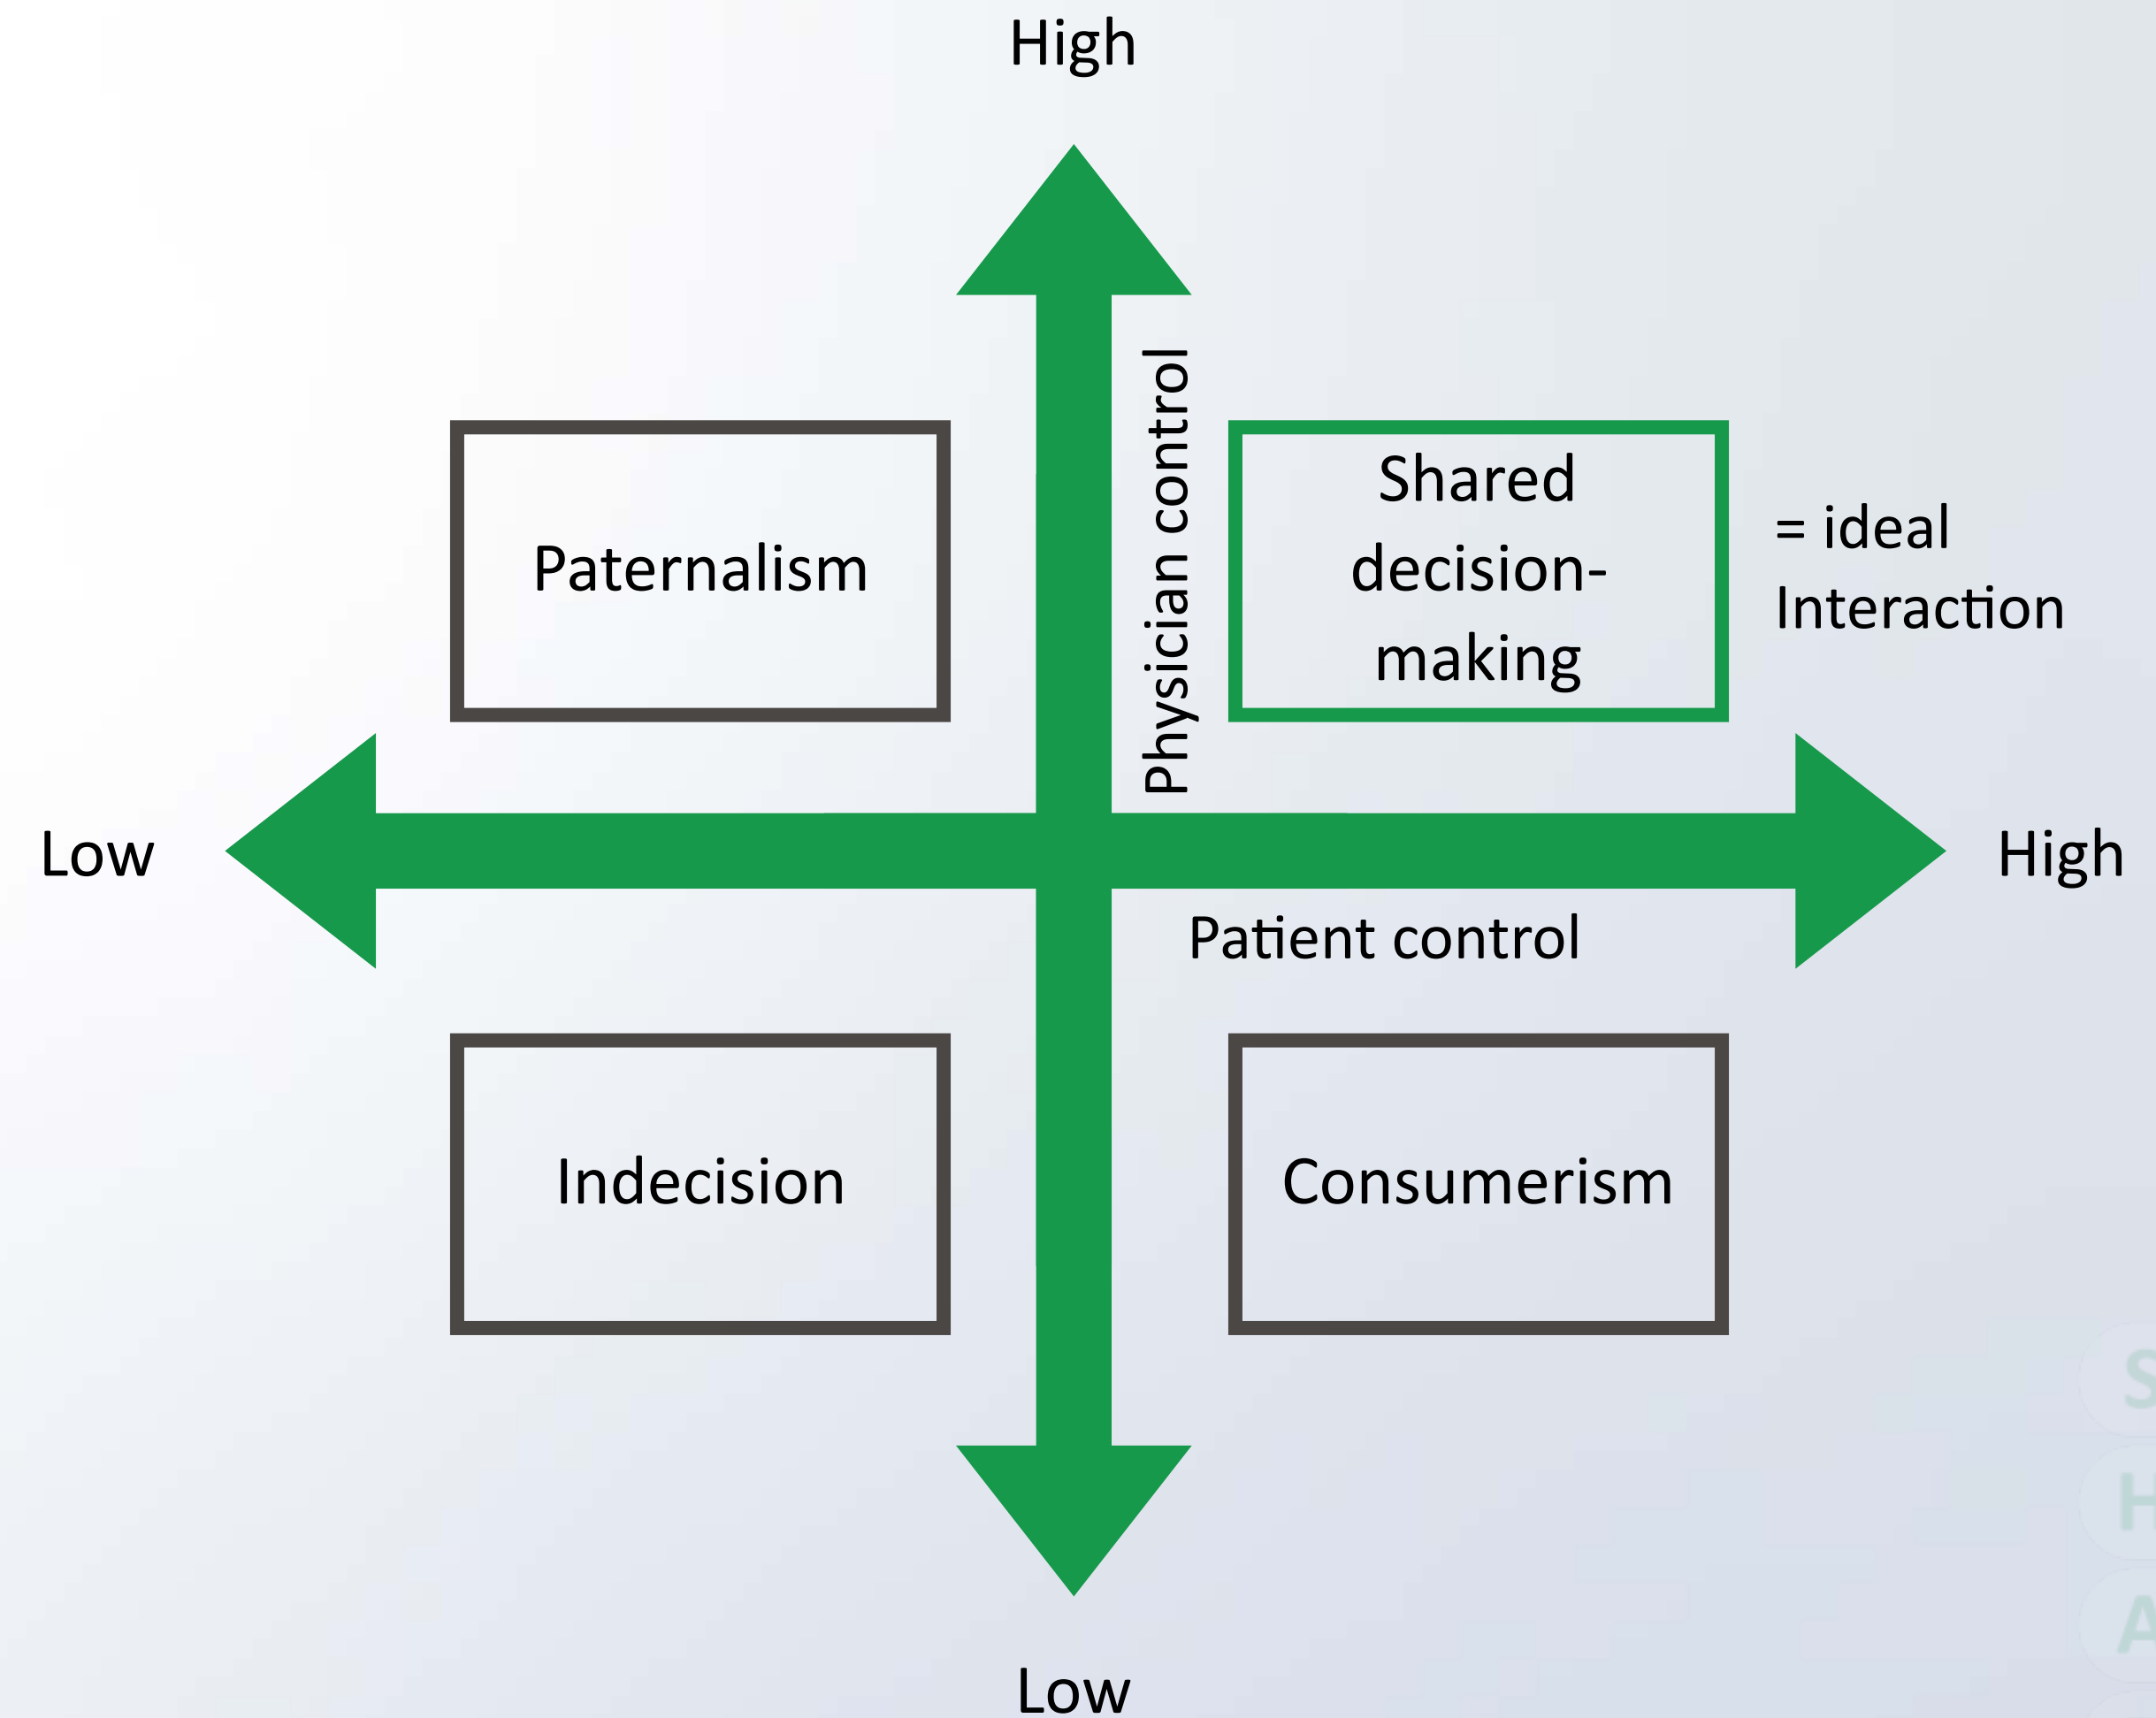 High
Physician control
Paternalism
Shared
decision-
making
= ideal
Interaction
Low
High
Patient control
Indecision
Consumerism
S
H
A
Low